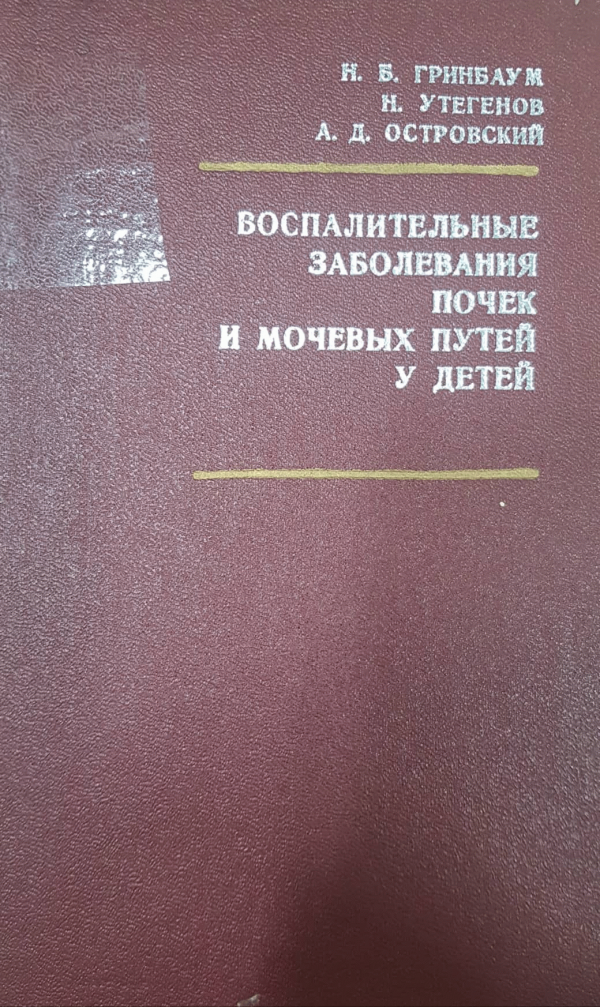 Н. Б. ГРИНБАУМ
Н. УТЕГЕНОВ
А. Д. ОСТРОВСКИЙ
ВОСПАЛИТЕЛЬНЫЕ
ЗАБОЛЕВАНИЯ
ПОЧЕК
И МОЧЕВЫХ ПУТЕЙ
У ДЕТЕЙ